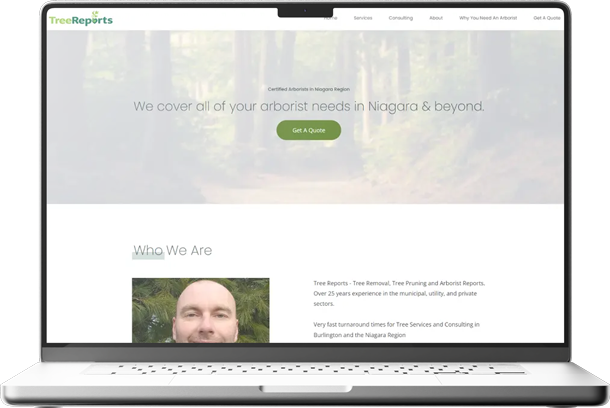 TreeReports
Home Services Consulting About Why You Need An Arborist Get A Quote
Certified Arborists in Niagara Region
We cover all of your arborist needs in Niagara & beyond.
Get A Quote
Who We Are
Tree Reports - Tree Removal, Tree Pruning and Arborist Reports.
Over 25 years experience in the municipal, utility, and private
sectors.
Very fast turnaround times for Tree Services and Consulting in
Burlington and the Niagara Region